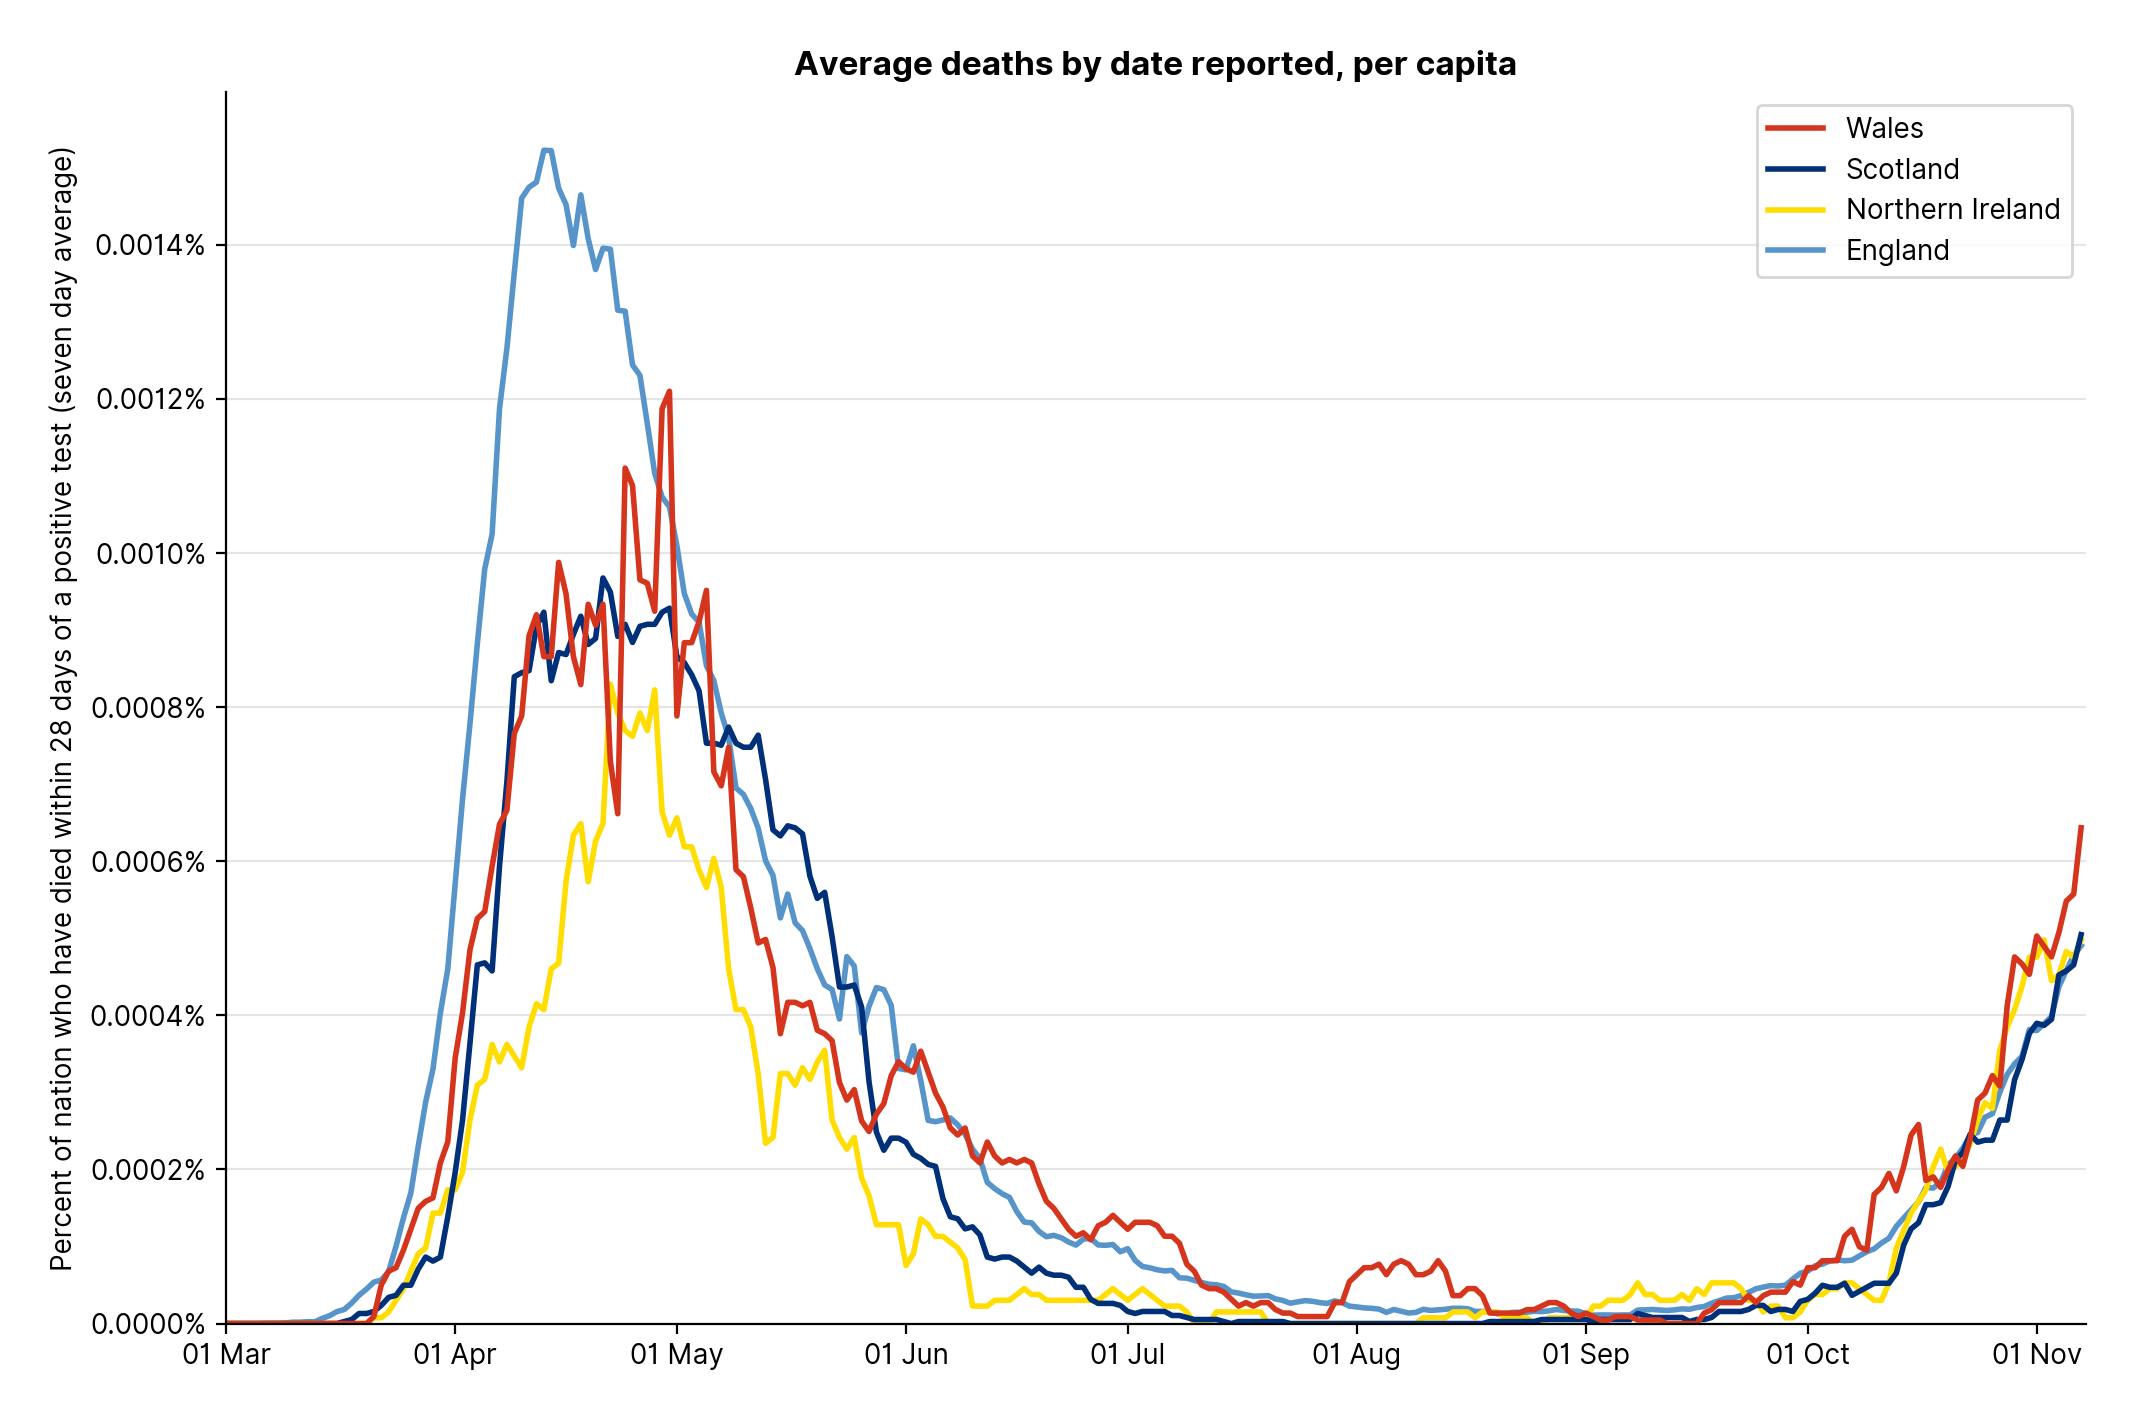 Average deaths by date reported, per capita
Wales
Scotland
Northern Ireland
England
Percent of nation who have died within 28 days of a positive test (seven day average)
0.0014%
0.0012%
0.0010%
0.0008%
0.0006%
0.0004%
0.0002%
0.0000%
01 Mar 01 Apr 01 May 01 Jun 01 Jul 01 Aug 01 Sep 01 Oct 01 Nov